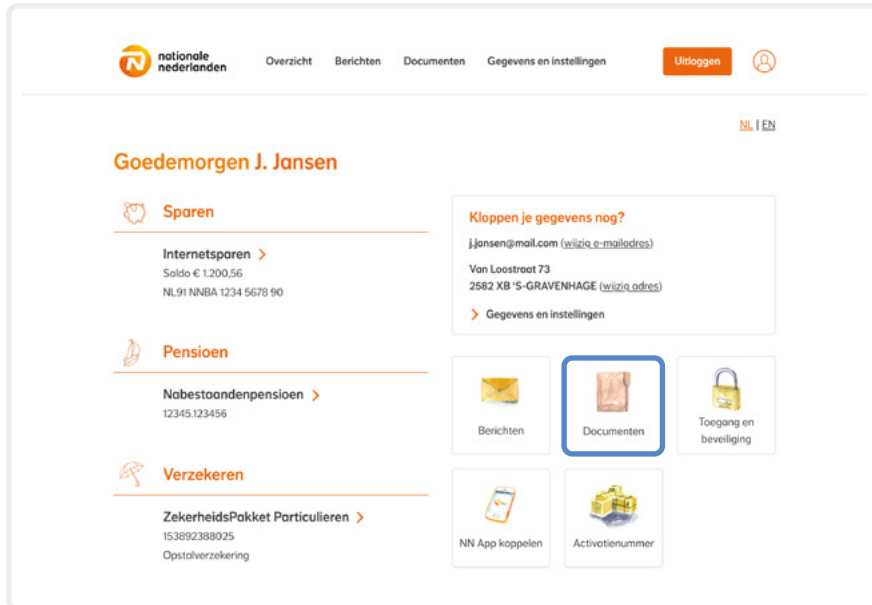 nationale
nederlanden
Overzicht Berichten Documenten Gegevens en instellingen Uitloggen
NL | EN
Goedemorgen J. Jansen
Sparen
Internetsparen
Saldo € 1.200,56
NL91 NNBA 1234 5678 90
Pensioen
Nabestaandenpensioen
12345.123456
Verzekeren
ZekerheidsPakket Particulieren
153892388025
Opstalverzekering
Kloppen je gegevens nog?
j.jansen@mail.com (wijzig e-mailadres)
Van Loostraat 73
2582 XB 'S-GRAVENHAGE (wijzig adres)
Gegevens en instellingen
Berichten
Documenten
Toegang en
beveiliging
NN App koppelen
Activatienummer